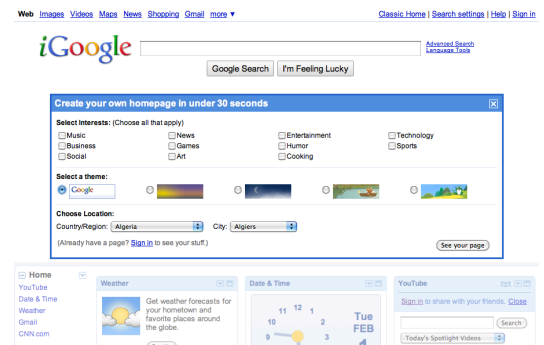 Web Images Videos Maps News Shopping Gmail more ▼ Classic Home | Search settings | Help | Sign in
iGoogle
Advanced Search
Language Tools
Google Search I'm Feeling Lucky
Create your own homepage in under 30 seconds
Select Interests: (Choose all that apply)
Music News Entertainment Technology
Business Games Humor Sports
Social Art Cooking
Select a theme:
Google
Choose Location:
Country/Region: Algeria City: Algiers
(Already have a page? Sign in to see your stuff.) See your page
Home
YouTube
Date & Time
Weather
Gmail
CNN.com
Weather
Get weather forecasts for
your hometown and
favorite places around
the globe.
Date & Time
11 12 1
10 2
9 3
Tue
FEB
YouTube
Sign in to share with your friends. Close
Search
Today's Spotlight Videos